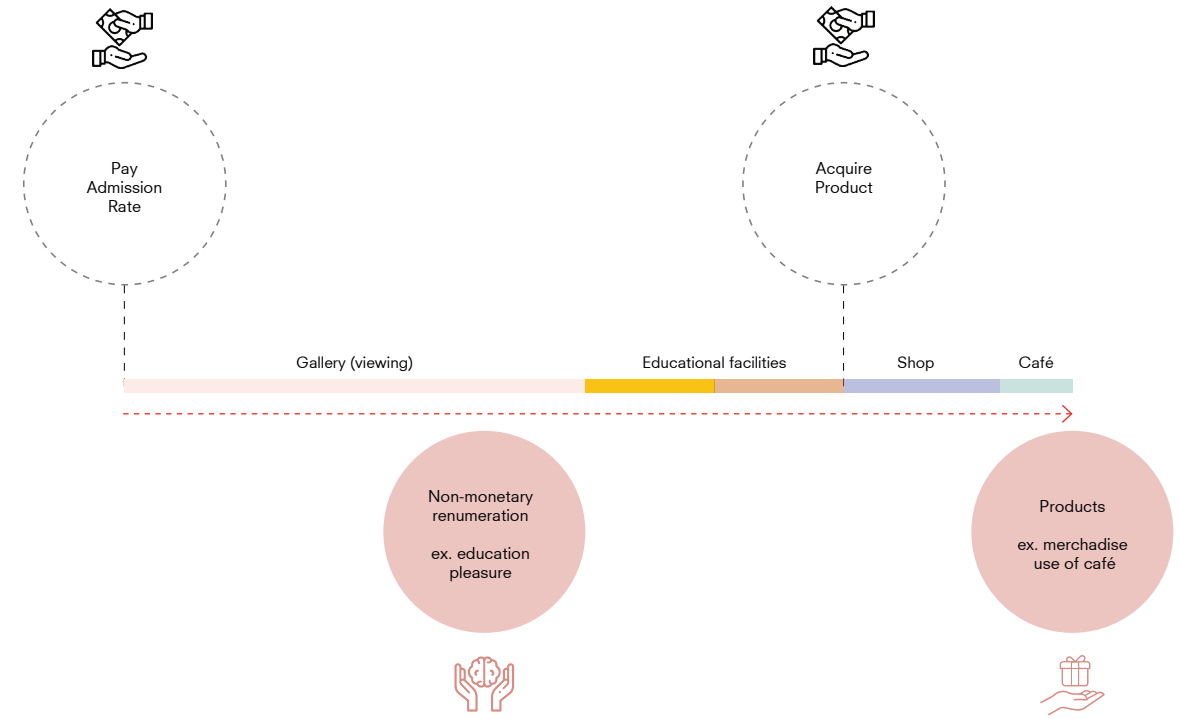 Pay
Admission
Rate
Acquire
Product
Gallery (viewing)
Educational facilities
Shop
Café
Non-monetary
renumeration
ex. education
pleasure
Products
ex. merchadise
use of café